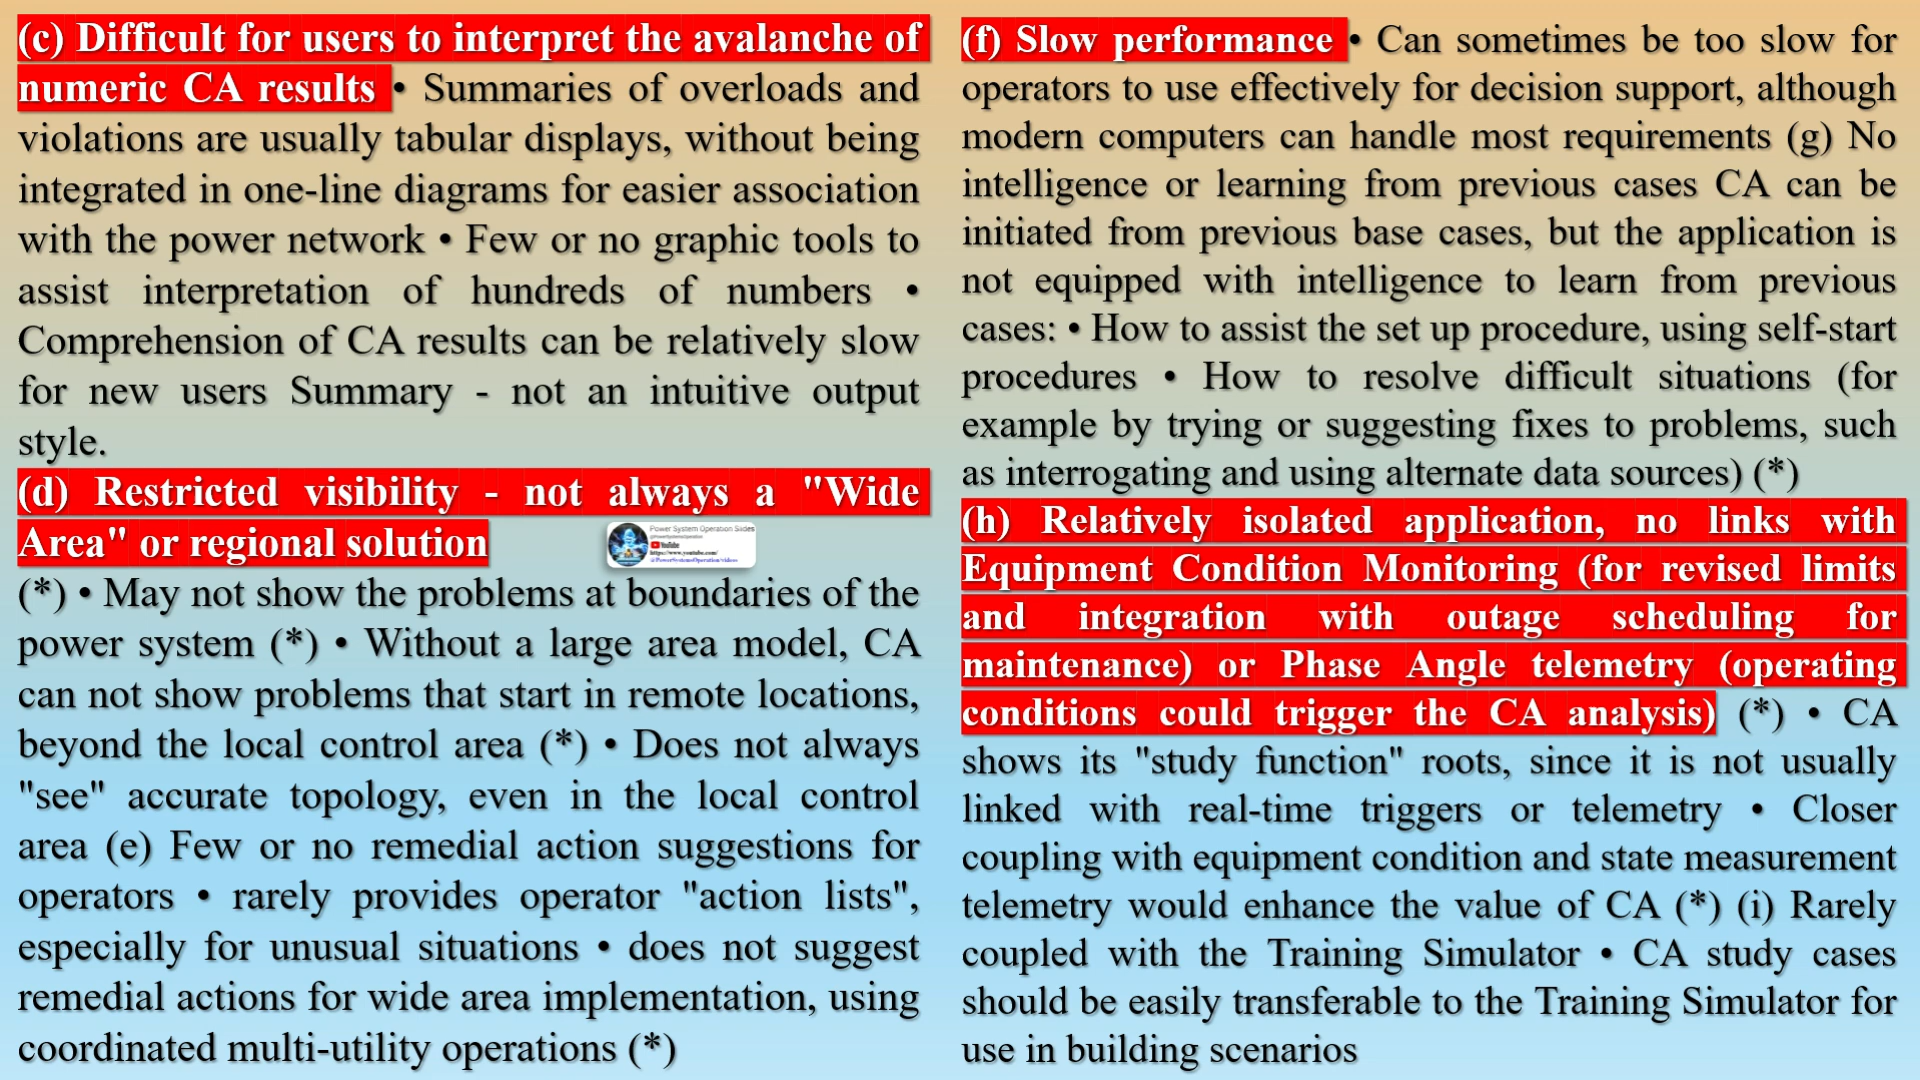 (c) Difficult for users to interpret the avalanche of
numeric CA results • Summaries of overloads and
violations are usually tabular displays, without being
integrated in one-line diagrams for easier association
with the power network • Few or no graphic tools to
assist interpretation of hundreds of numbers •
Comprehension of CA results can be relatively slow
for new users Summary - not an intuitive output
style.
(d) Restricted visibility - not always a "Wide
Area" or regional solution
Power System Operation Slides
@PowerSystemOperation
YouTube
https://www.youtube.com/
@PowerSystemOperation/videos
(*) • May not show the problems at boundaries of the
power system (*) • Without a large area model, CA
can not show problems that start in remote locations,
beyond the local control area (*) • Does not always
"see" accurate topology, even in the local control
area (e) Few or no remedial action suggestions for
operators • rarely provides operator "action lists",
especially for unusual situations • does not suggest
remedial actions for wide area implementation, using
coordinated multi-utility operations (*)
(f) Slow performance • Can sometimes be too slow for
operators to use effectively for decision support, although
modern computers can handle most requirements (g) No
intelligence or learning from previous cases CA can be
initiated from previous base cases, but the application is
not equipped with intelligence to learn from previous
cases: • How to assist the set up procedure, using self-start
procedures • How to resolve difficult situations (for
example by trying or suggesting fixes to problems, such
as interrogating and using alternate data sources) (*)
(h) Relatively isolated application, no links with
Equipment Condition Monitoring (for revised limits
and integration with outage scheduling for
maintenance) or Phase Angle telemetry (operating
conditions could trigger the CA analysis) (*) • CA
shows its "study function" roots, since it is not usually
linked with real-time triggers or telemetry • Closer
coupling with equipment condition and state measurement
telemetry would enhance the value of CA (*) (i) Rarely
coupled with the Training Simulator • CA study cases
should be easily transferable to the Training Simulator for
use in building scenarios